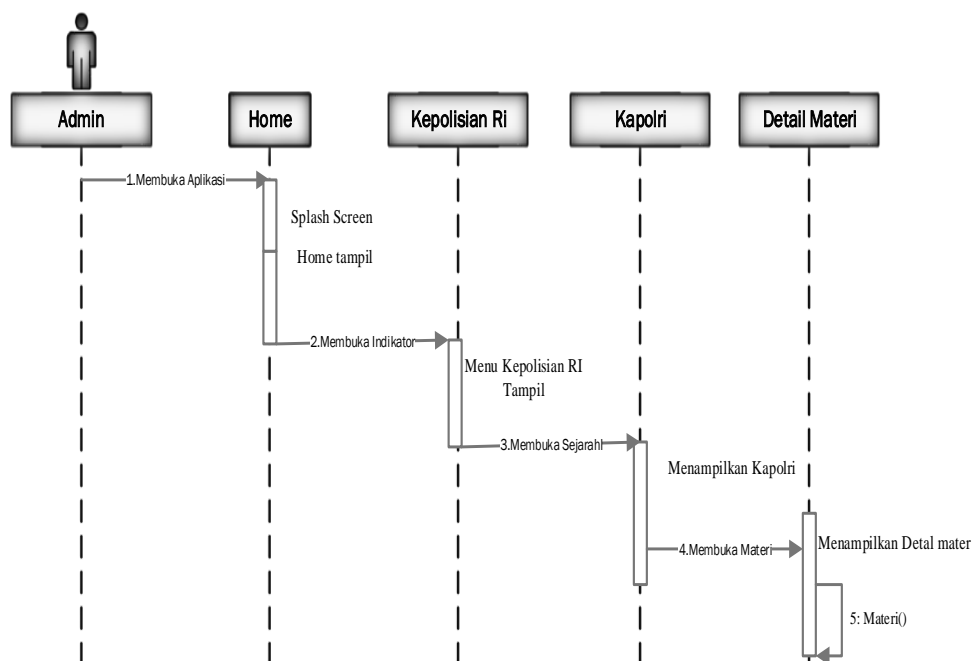 Admin
Home
Kepolisian Ri
Kapolri
Detail Materi
1.Membuka Aplikasi
Splash Screen
Home tampil
2.Membuka Indikator
Menu Kepolisian RI
Tampil
3.Membuka Sejarahl
Menampilkan Kapolri
4.Membuka Materi
Menampilkan Detal mater
5: Materi()